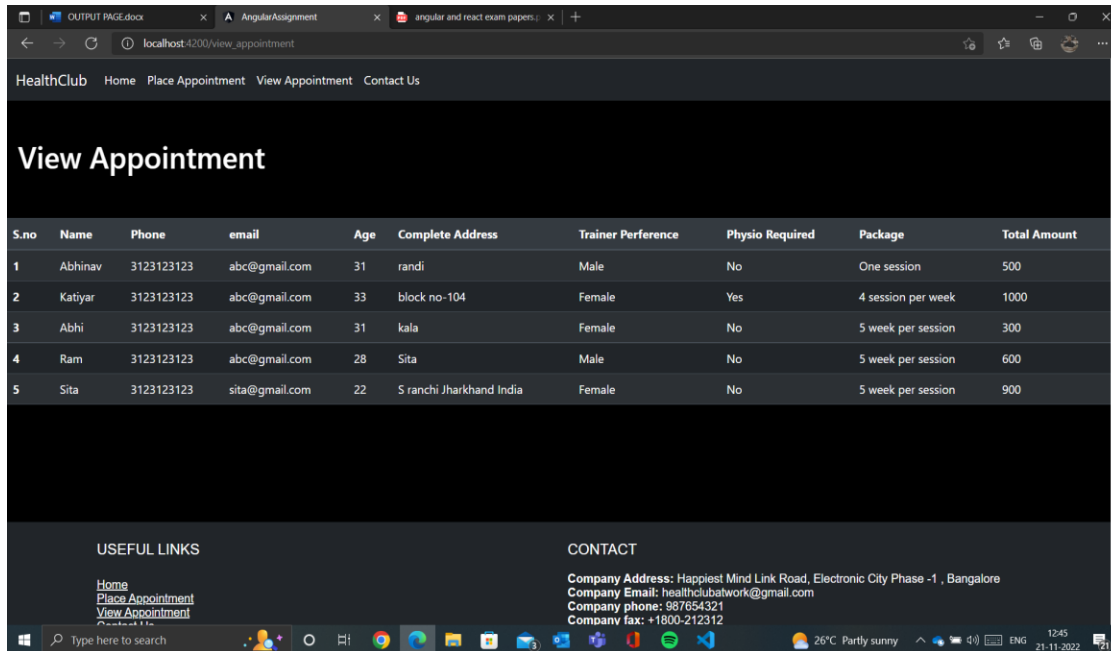 OUTPUT PAGE.docx AngularAssignment angular and react exam papers.p
localhost:4200/view_appointment
HealthClub Home Place Appointment View Appointment Contact Us
View Appointment
S.no Name Phone email Age Complete Address Trainer Perference Physio Required Package Total Amount
1 Abhinav 3123123123 abc@gmail.com 31 randi Male No One session 500
2 Katiyar 3123123123 abc@gmail.com 33 block no-104 Female Yes 4 session per week 1000
3 Abhi 3123123123 abc@gmail.com 31 kala Female No 5 week per session 300
4 Ram 3123123123 abc@gmail.com 28 Sita Male No 5 week per session 600
5 Sita 3123123123 sita@gmail.com 22 S ranchi Jharkhand India Female No 5 week per session 900
USEFUL LINKS
Home
Place Appointment
View Appointment
Contact Us
CONTACT
Company Address: Happiest Mind Link Road, Electronic City Phase -1 , Bangalore
Company Email: healthclubatwork@gmail.com
Company phone: 987654321
Company fax: +1800-212312
Type here to search 26°C Partly sunny ENG 12:45
21-11-2022
21